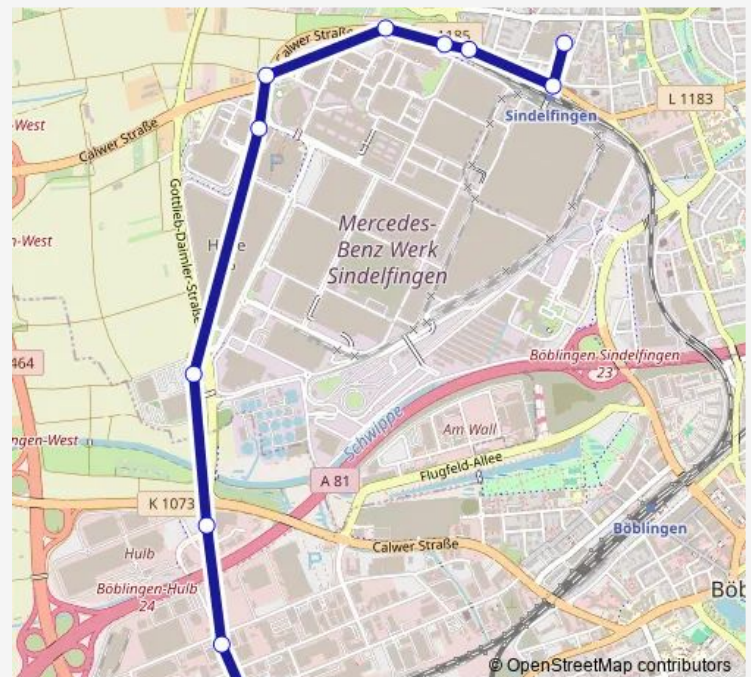 Calwer Straße
1185
L 1183
Sindelfingen
-West
Calwer Straße
P
Gottlieb-Daimler-Straße
Mercedes-
Benz Werk
Sindelfingen
n-West
464
Böblingen Sindelfingen
23
Schwippe
Am Wall
ngen-West
Flugfeld-Allee
A 81
K 1073
Böblingen
Calwer Straße
Hulb
P
Böblingen-Hulb
24
Böb
© OpenStreetMap contributors